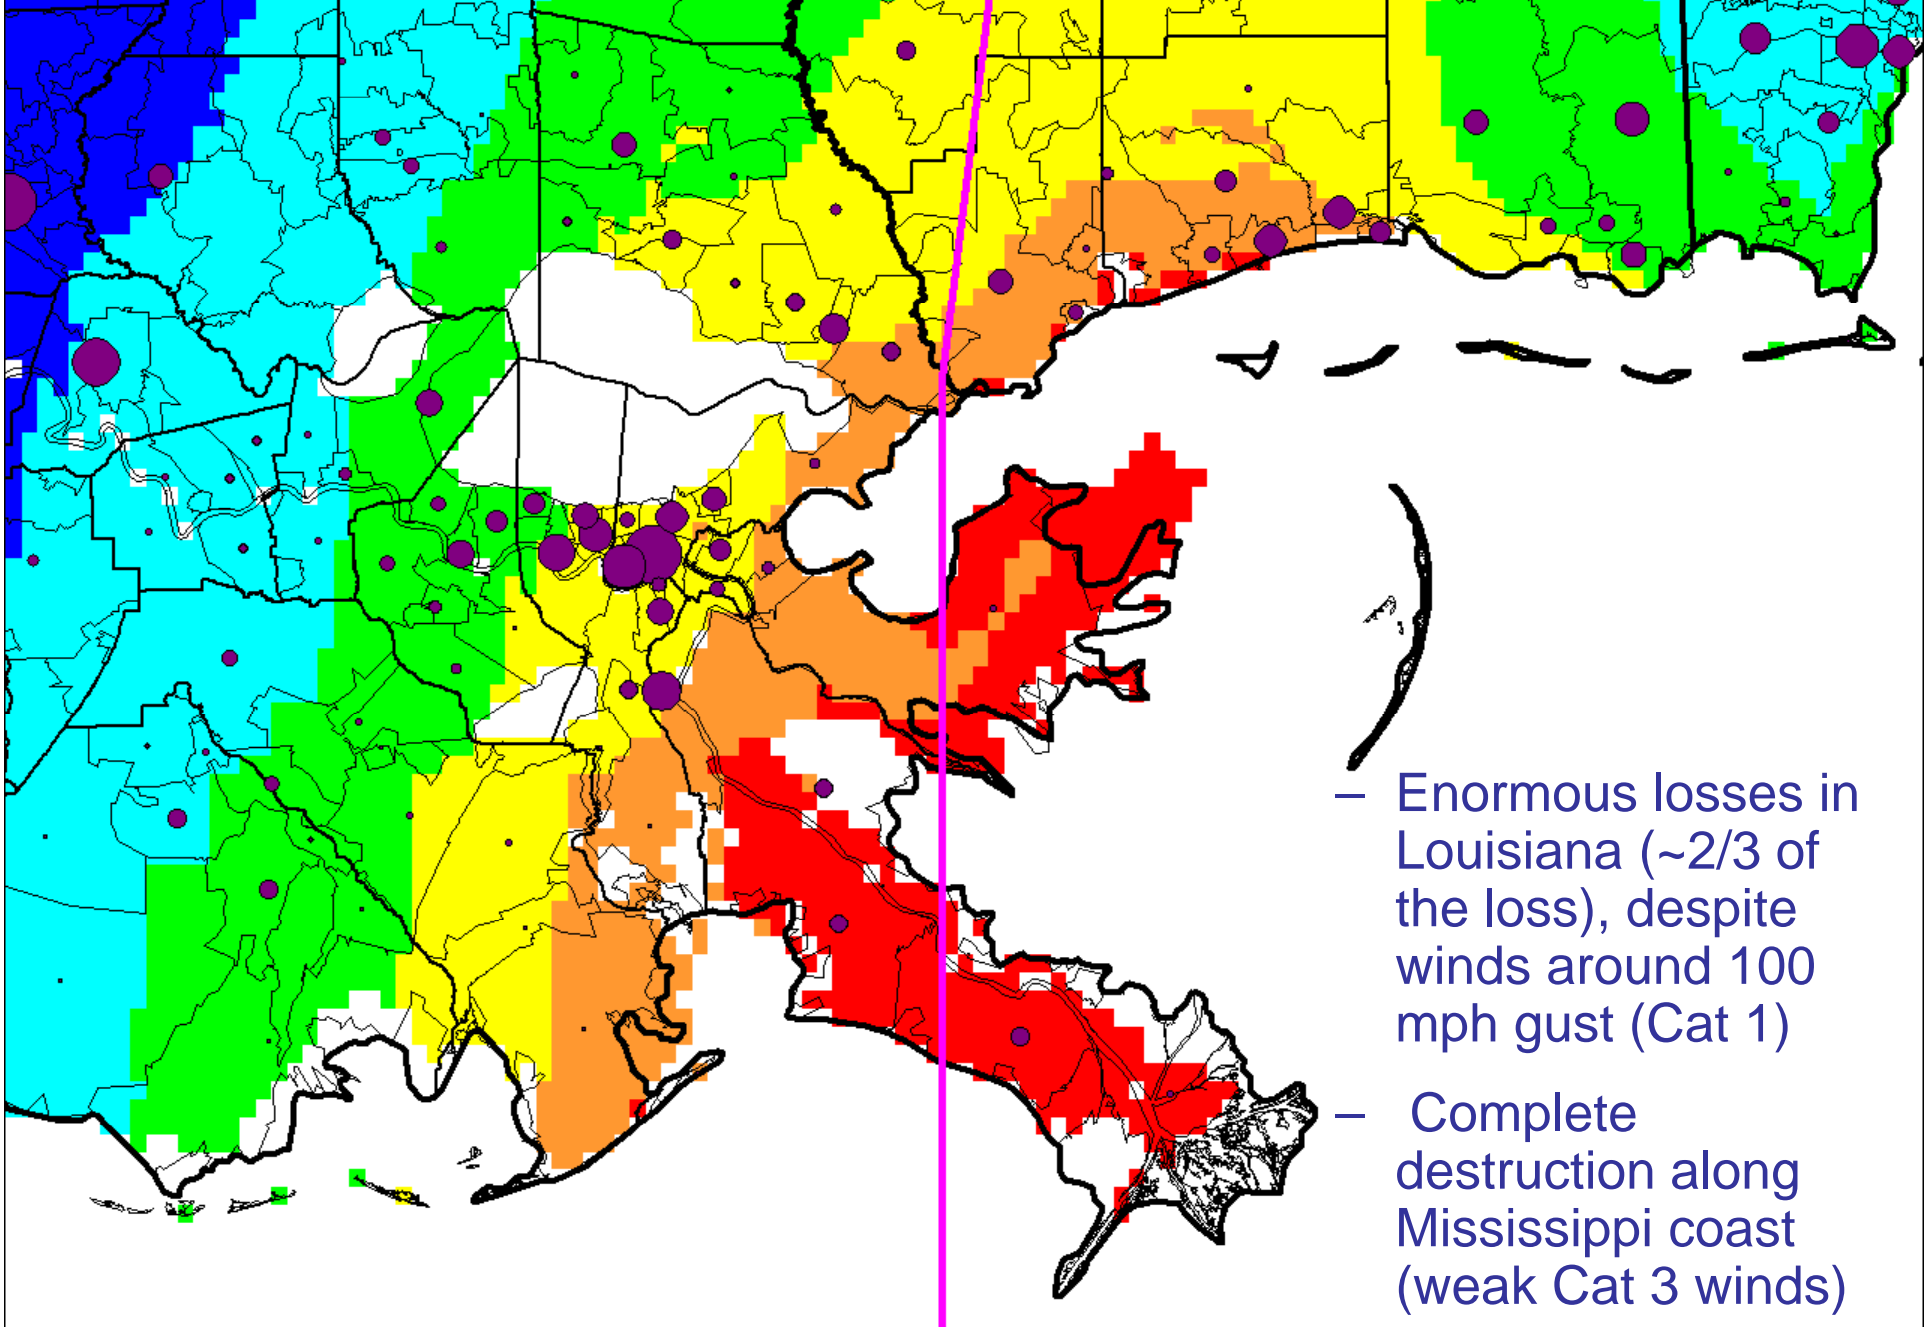 – Enormous losses in
Louisiana (~2/3 of
the loss), despite
winds around 100
mph gust (Cat 1)
– Complete
destruction along
Mississippi coast
(weak Cat 3 winds)